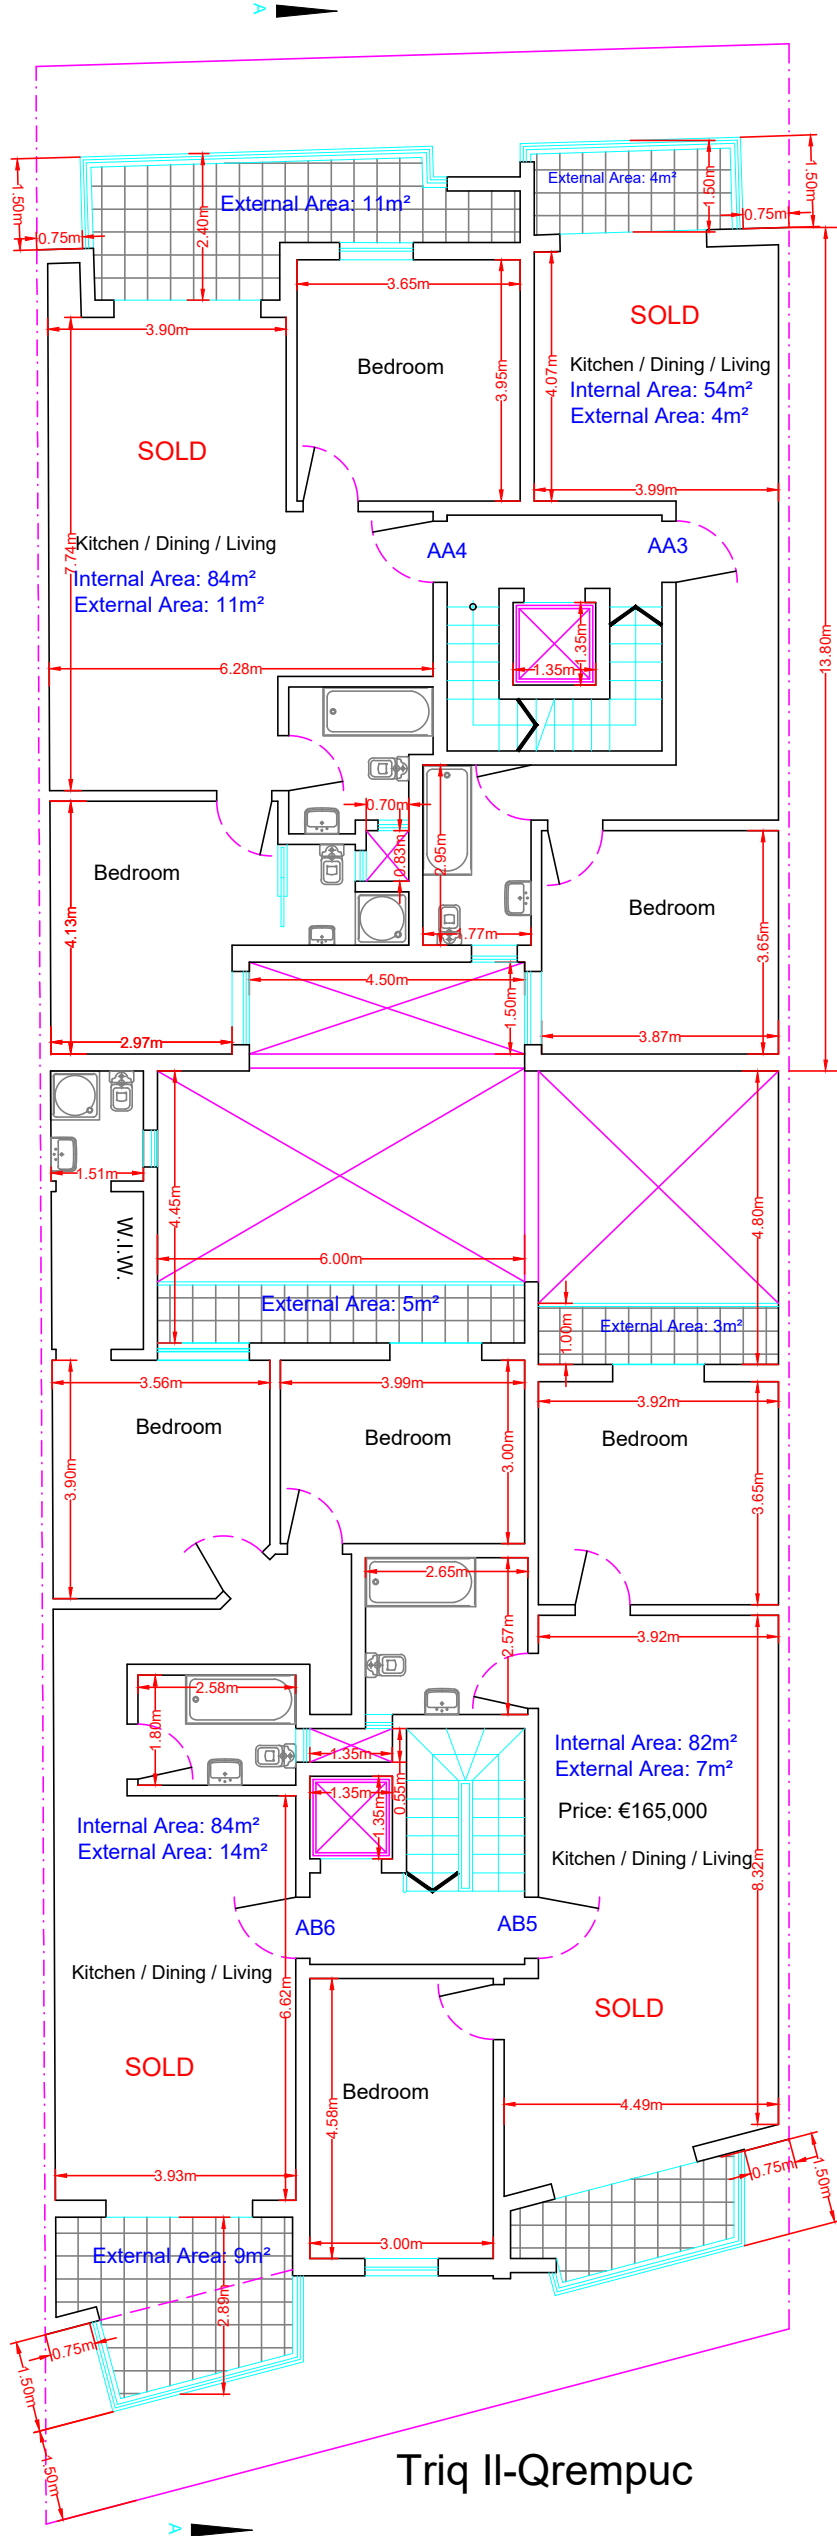 A
1.50m
0.75m
2.40m
External Area: 11m²
External Area: 4m²
1.50m
1.50m
0.75m
3.90m
3.65m
SOLD
Bedroom
3.95m
4.07m
Kitchen / Dining / Living
Internal Area: 54m²
External Area: 4m²
SOLD
3.99m
7.74m
Kitchen / Dining / Living
Internal Area: 84m²
External Area: 11m²
AA4
AA3
13.80m
6.28m
1.35m
1.35m
0.70m
0.83m
2.95m
Bedroom
4.13m
1.77m
Bedroom
3.65m
4.50m
1.50m
2.97m
3.87m
1.51m
W.I.W.
4.45m
6.00m
4.80m
External Area: 5m²
1.00m
External Area: 3m²
3.56m
3.99m
3.92m
Bedroom
Bedroom
Bedroom
3.90m
3.00m
3.65m
2.65m
2.57m
3.92m
2.58m
1.80m
1.35m
0.55m
1.35m
1.35m
Internal Area: 82m²
External Area: 7m²
Price: €165,000
Kitchen / Dining / Living
8.32m
Internal Area: 84m²
External Area: 14m²
AB6
AB5
Kitchen / Dining / Living
6.62m
SOLD
SOLD
Bedroom
4.58m
4.49m
3.93m
0.75m
1.50m
3.00m
External Area: 9m²
2.89m
0.75m
1.50m
1.50m
Triq Il-Qrempuc
A